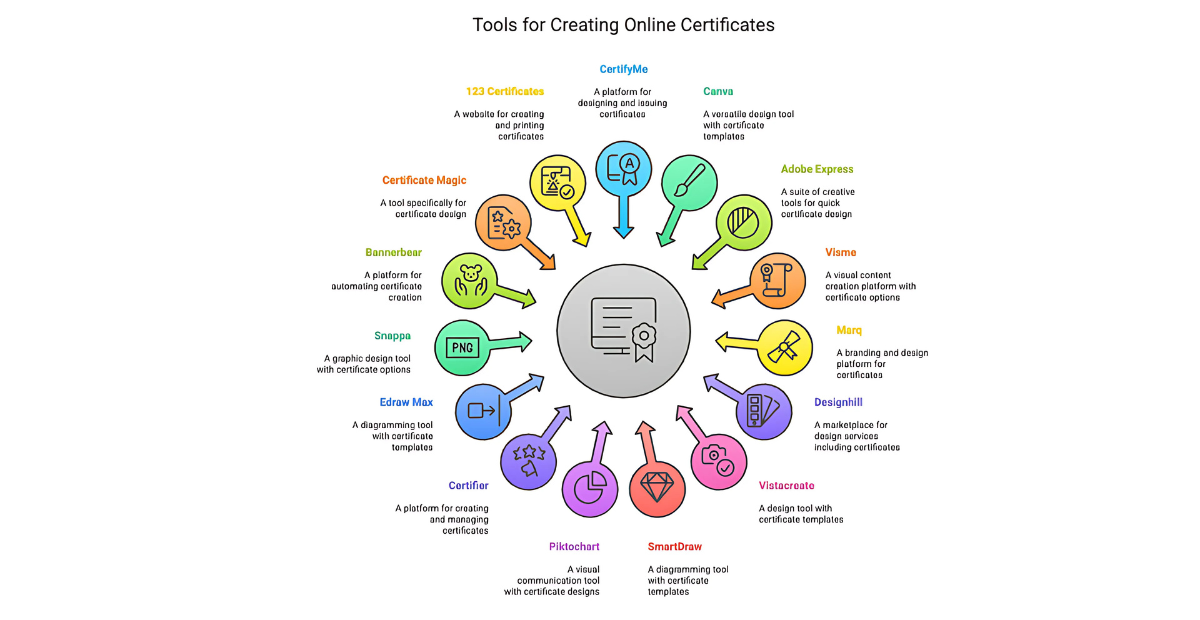 Tools for Creating Online Certificates
CertifyMe
A platform for
designing and issuing
certificates
Canva
A versatile design tool
with certificate
templates
Adobe Express
A suite of creative
tools for quick
certificate design
Visme
A visual content
creation platform with
certificate options
Marq
A branding and design
platform for
certificates
Designhill
A marketplace for
design services
including certificates
Vistacreate
A design tool with
certificate templates
SmartDraw
A diagramming tool
with certificate
templates
Piktochart
A visual
communication tool
with certificate designs
Certifier
A platform for creating
and managing
certificates
Edraw Max
A diagramming tool
with certificate
templates
Snappa
A graphic design tool
with certificate options
PNG
Bannerbear
A platform for
automating certificate
creation
Certificate Magic
A tool specifically for
certificate design
123 Certificates
A website for creating
and printing
certificates
A